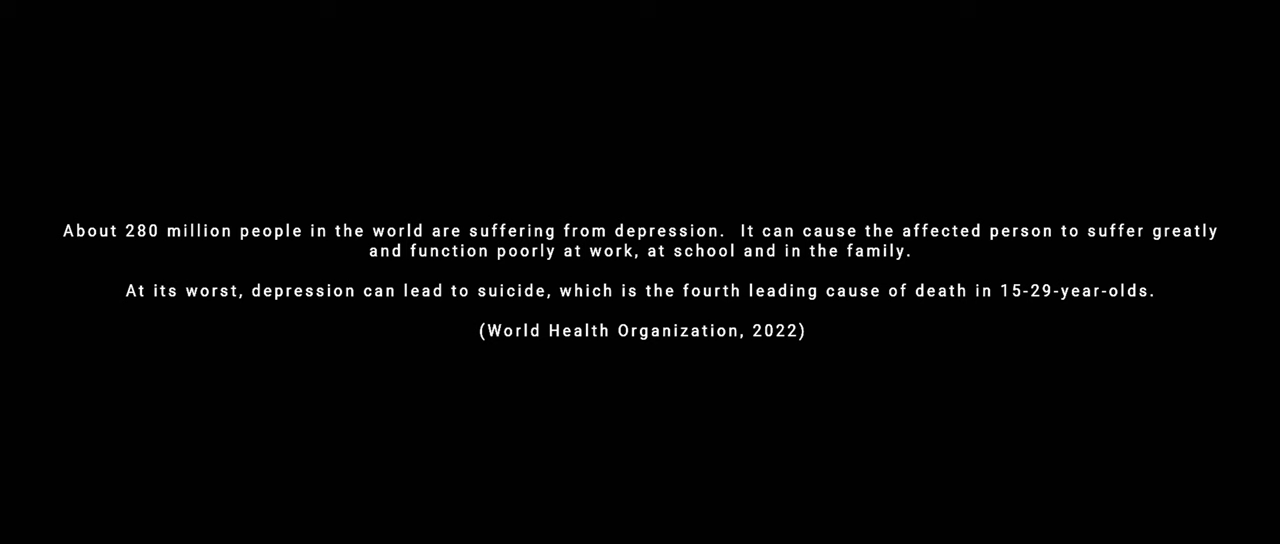 About 280 million people in the world are suffering from depression.  It can cause the affected person to suffer greatly
and function poorly at work, at school and in the family.
At its worst, depression can lead to suicide, which is the fourth leading cause of death in 15-29-year-olds.
(World Health Organization, 2022)